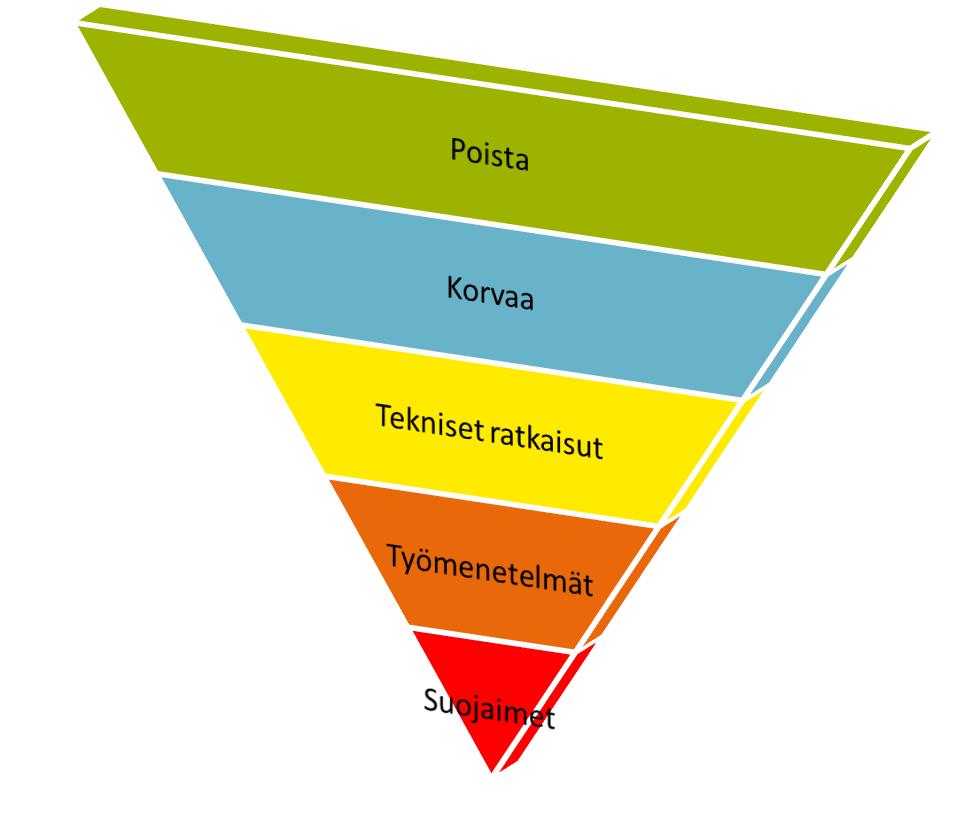 Poista
Korvaa
Tekniset ratkaisut
Työmenetelmät
Suojaimet